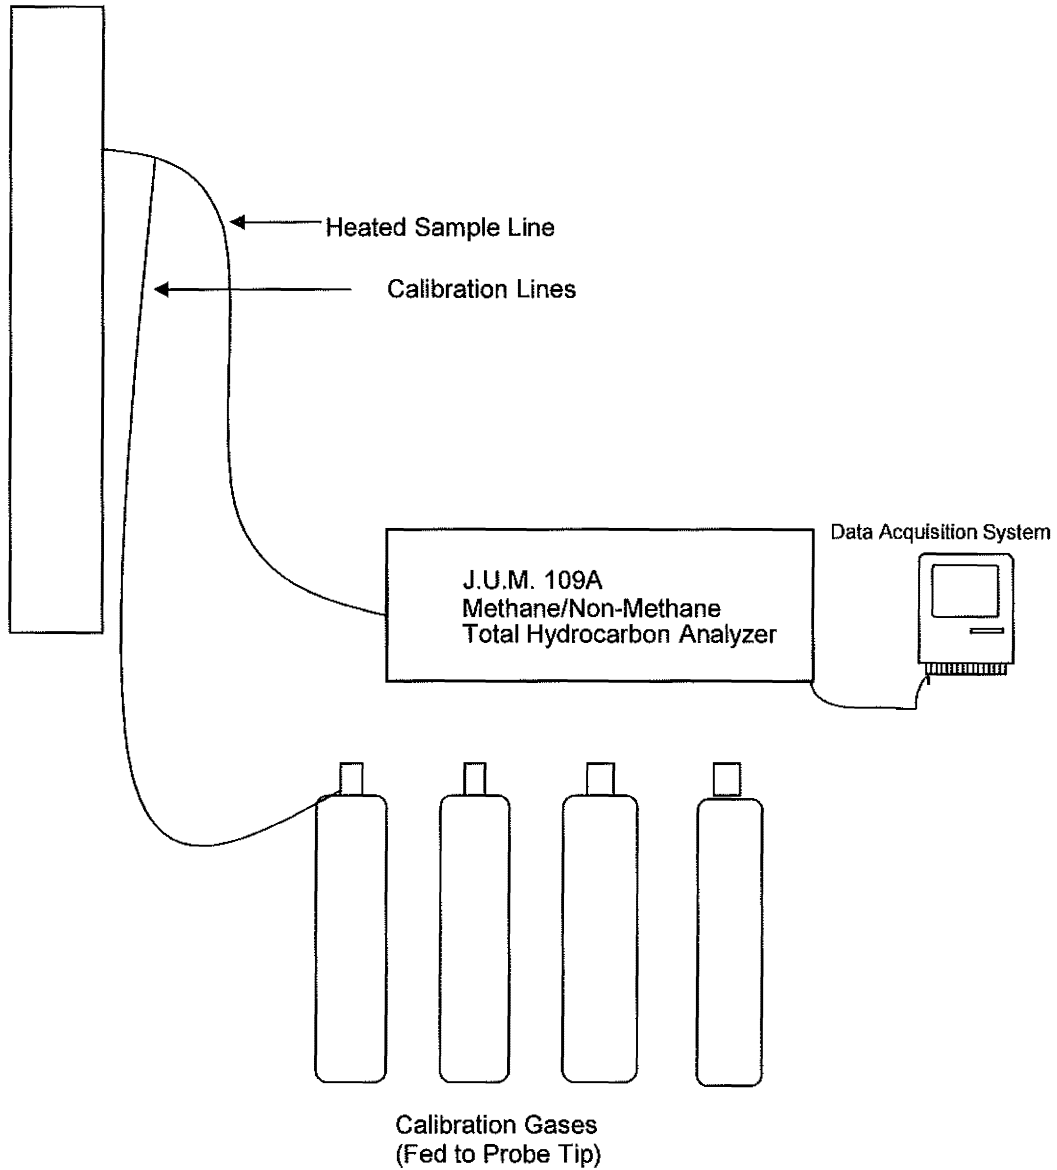 Heated Sample Line
Calibration Lines
Data Acquisition System
J.U.M. 109A
Methane/Non-Methane
Total Hydrocarbon Analyzer
Calibration Gases
(Fed to Probe Tip)